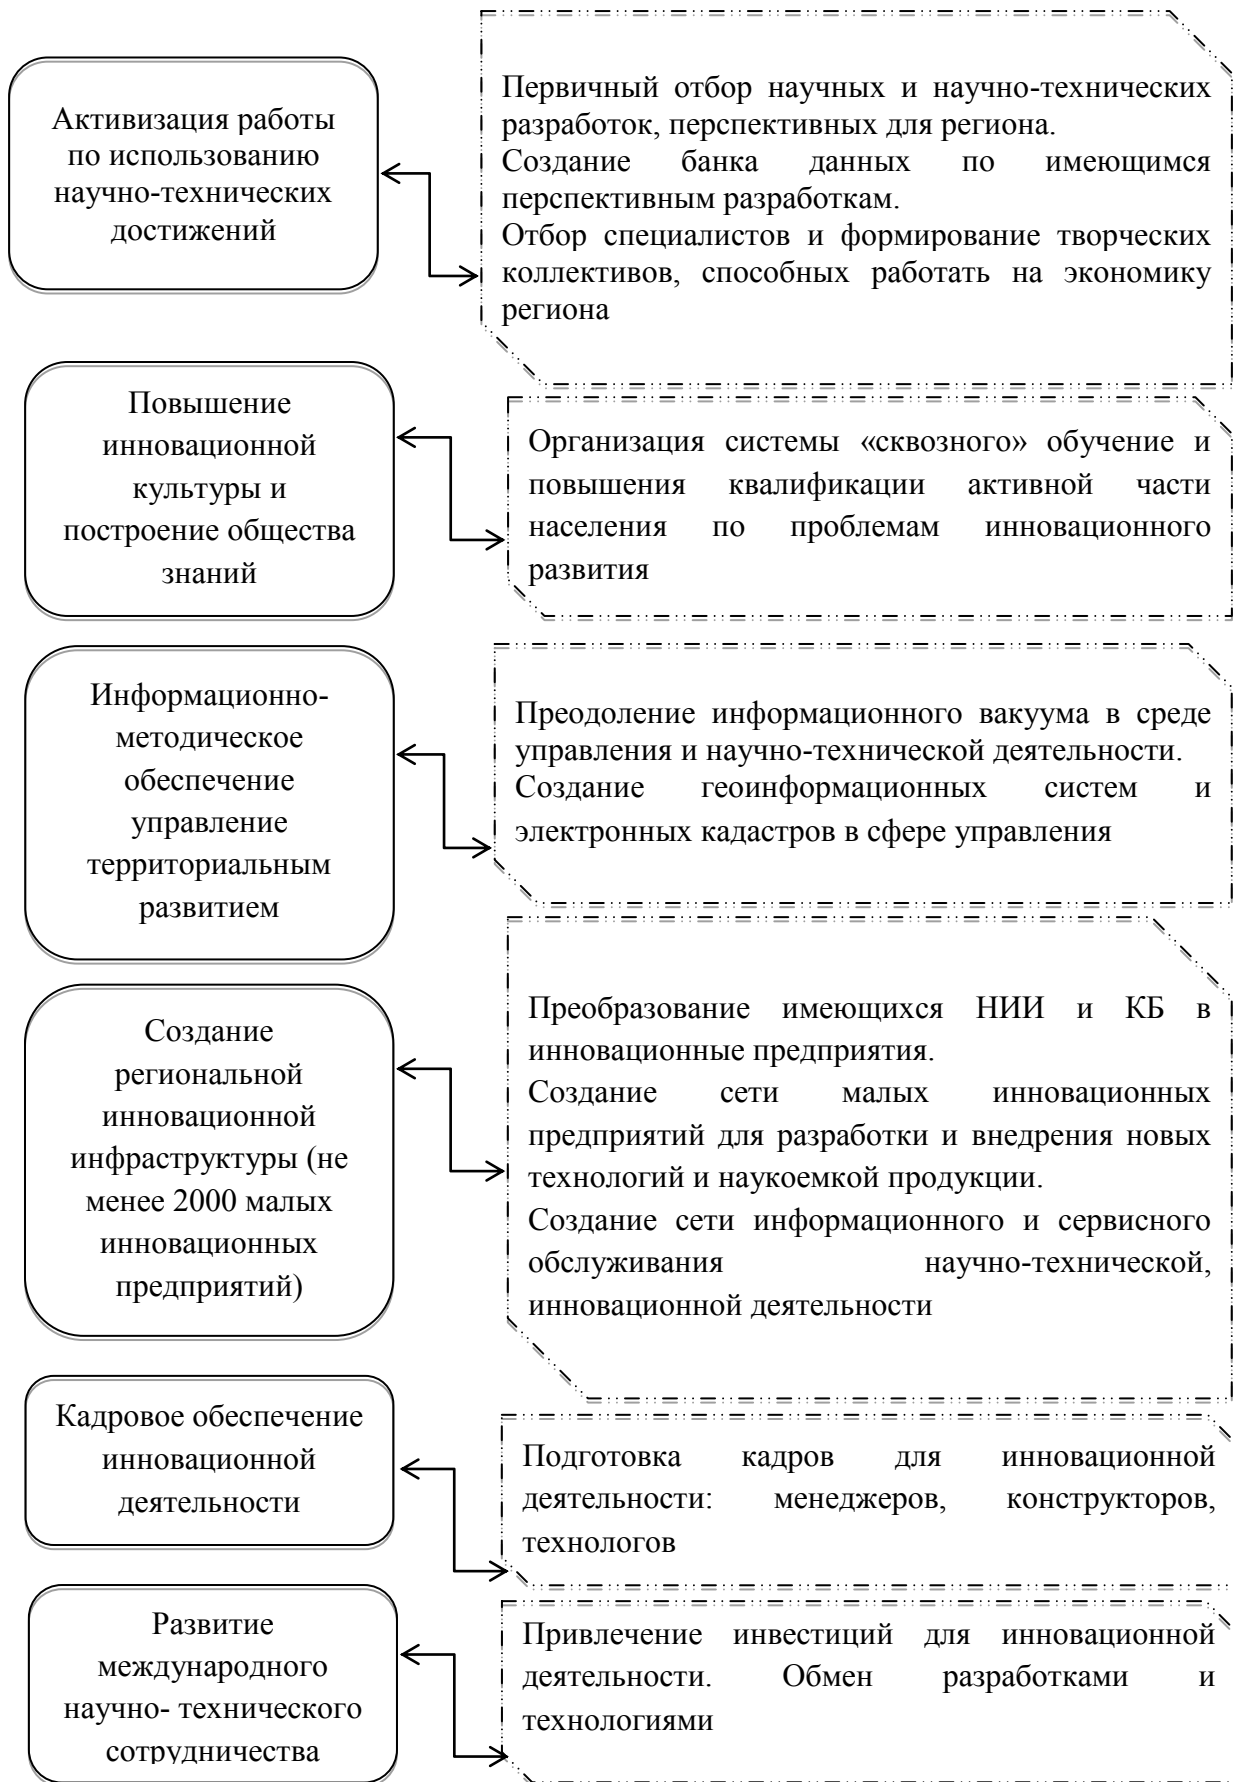 Активизация работы
по использованию
научно-технических
достижений
Первичный отбор научных и научно-технических
разработок, перспективных для региона.
Создание банка данных по имеющимся
перспективным разработкам.
Отбор специалистов и формирование творческих
коллективов, способных работать на экономику
региона
Повышение
инновационной
культуры и
построение общества
знаний
Организация системы «сквозного» обучение и
повышения квалификации активной части
населения по проблемам инновационного
развития
Информационно-
методическое
обеспечение
управление
территориальным
развитием
Преодоление информационного вакуума в среде
управления и научно-технической деятельности.
Создание геоинформационных систем и
электронных кадастров в сфере управления
Создание
региональной
инновационной
инфраструктуры (не
менее 2000 малых
инновационных
предприятий)
Преобразование имеющихся НИИ и КБ в
инновационные предприятия.
Создание сети малых инновационных
предприятий для разработки и внедрения новых
технологий и наукоемкой продукции.
Создание сети информационного и сервисного
обслуживания научно-технической,
инновационной деятельности
Кадровое обеспечение
инновационной
деятельности
Подготовка кадров для инновационной
деятельности: менеджеров, конструкторов,
технологов
Развитие
международного
научно- технического
сотрудничества
Привлечение инвестиций для инновационной
деятельности. Обмен разработками и
технологиями